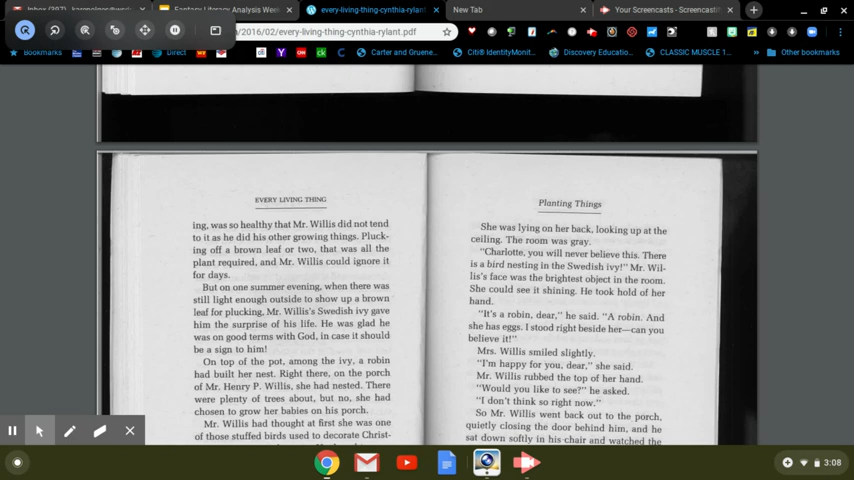 Inbox (397)
Fantasy Literacy Analysis Week
every-living-thing-cynthia-rylant
New Tab
Your Screencasts - Screencastif
/2016/02/every-living-thing-cynthia-rylant.pdf
Bookmarks
Direct
Carter and Gruene...
Citi® IdentityMonit...
Discovery Educatio...
CLASSIC MUSCLE 1...
Other bookmarks
EVERY LIVING THING
ing, was so healthy that Mr. Willis did not tend
to it as he did his other growing things. Pluck-
ing off a brown leaf or two, that was all the
plant required, and Mr. Willis could ignore it
for days.
But on one summer evening, when there was
still light enough outside to show up a brown
leaf for plucking, Mr. Willis's Swedish ivy gave
him the surprise of his life. He was glad he
was on good terms with God, in case it should
be a sign to him!
On top of the pot, among the ivy, a robin
had built her nest. Right there, on the porch
of Mr. Henry P. Willis, she had nested. There
were plenty of trees about, but no, she had
chosen to grow her babies on his porch.
Mr. Willis had thought at first she was one
of those stuffed birds used to decorate Christ-
Planting Things
She was lying on her back, looking up at the
ceiling. The room was gray.
"Charlotte, you will never believe this. There
is a bird nesting in the Swedish ivy!" Mr. Wil-
lis's face was the brightest object in the room.
She could see it shining. He took hold of her
hand.
"It's a robin, dear," he said. "A robin. And
she has eggs. I stood right beside her—can you
believe it!"
Mrs. Willis smiled slightly.
"I'm happy for you, dear," she said.
Mr. Willis rubbed the top of her hand.
"Would you like to see?" he asked.
"I don't think so right now."
So Mr. Willis went back out to the porch,
quietly closing the door behind him, and he
sat down softly in his chair and watched the
3:08